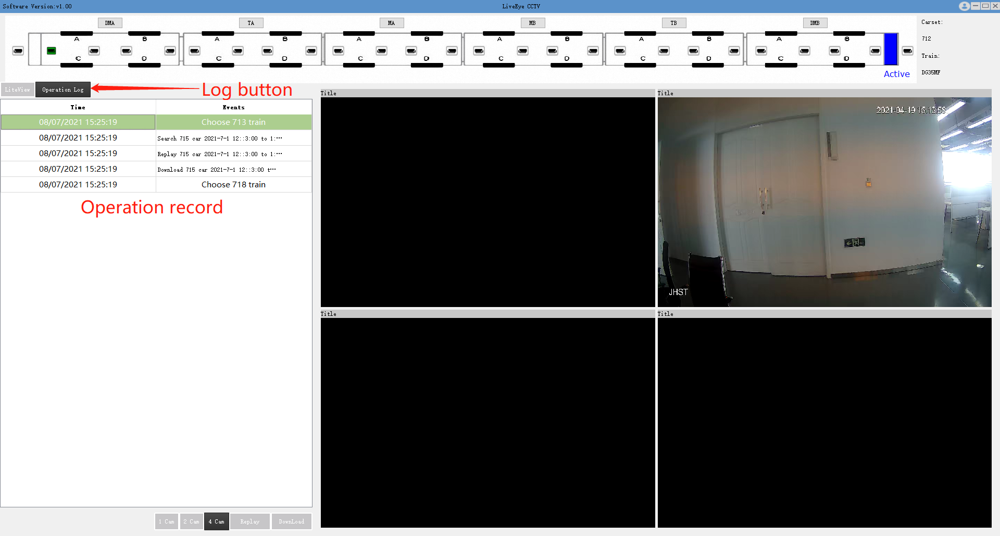 Software Version:v1.00
LiveEye CCTV
DMA
TA
MA
MB
TB
DMB
Carset:
A B A B A B A B A B A B
712
C D C D C D C D C D C D
Train:
Active
DG35MF
LiteView
Operation Log
Log button
Time Events
08/07/2021 15:25:19 Choose 713 train
08/07/2021 15:25:19 Search 715 car 2021-7-1 12::3:00 to 1:···
08/07/2021 15:25:19 Replay 715 car 2021-7-1 12::3:00 to 1:···
08/07/2021 15:25:19 Download 715 car 2021-7-1 12::3:00 t···
08/07/2021 15:25:19 Choose 718 train
Operation record
Title
Title
2021-04-19 15:12:58
JHST
Title
Title
1 Cam
2 Cam
4 Cam
Replay
DownLoad